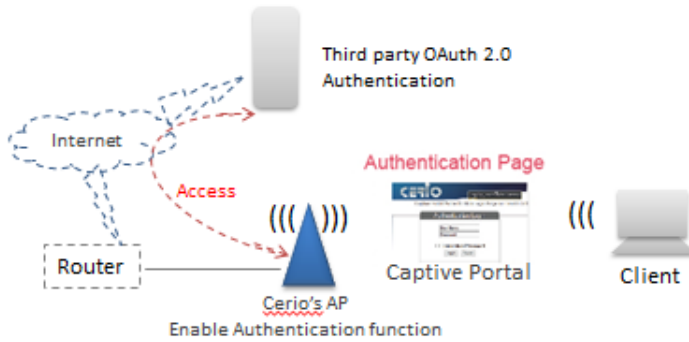 Third party OAuth 2.0
Authentication
Internet
Authentication Page
Access
CERIO
((( )))
(((
Router
Captive Portal
Client
Cerio's AP
Enable Authentication function